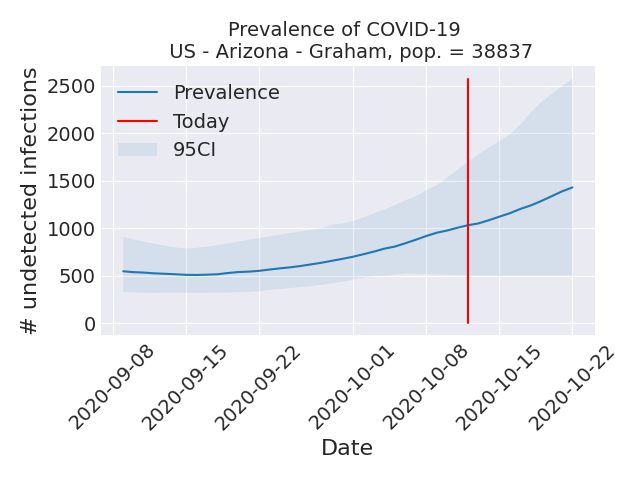 Prevalence of COVID-19
US - Arizona - Graham, pop. = 38837
# undetected infections
2500
2000
1500
1000
500
0
Prevalence
Today
95CI
2020-09-08
2020-09-15
2020-09-22
2020-10-01
2020-10-08
2020-10-15
2020-10-22
Date